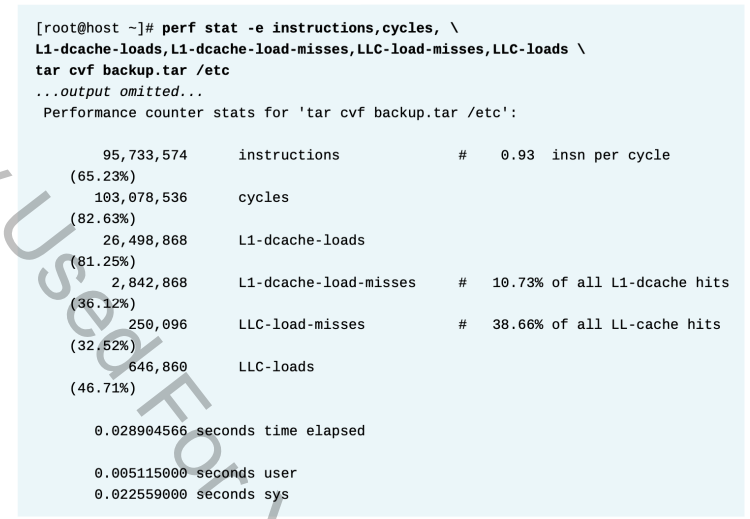 [root@host ~]# perf stat -e instructions,cycles, \
L1-dcache-loads,L1-dcache-load-misses,LLC-load-misses,LLC-loads \
tar cvf backup.tar /etc
...output omitted...
 Performance counter stats for 'tar cvf backup.tar /etc':

        95,733,574      instructions              #    0.93  insn per cycle
    (65.23%)
       103,078,536      cycles
    (82.63%)
        26,498,868      L1-dcache-loads
    (81.25%)
         2,842,868      L1-dcache-load-misses     #   10.73% of all L1-dcache hits
    (36.12%)
           250,096      LLC-load-misses           #   38.66% of all LL-cache hits
    (32.52%)
           646,860      LLC-loads
    (46.71%)

       0.028904566 seconds time elapsed

       0.005115000 seconds user
       0.022559000 seconds sys
Used For